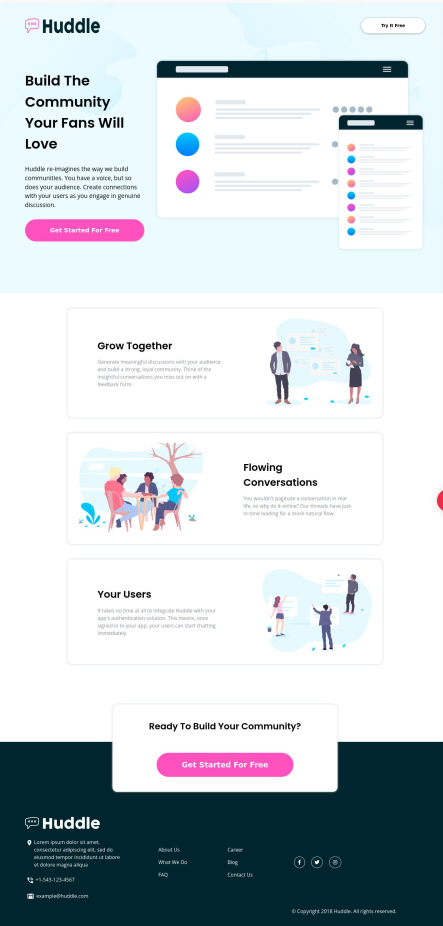 Huddle
Try It Free
Build The
Community
Your Fans Will
Love
Huddle re-imagines the way we build
communities. You have a voice, but so
does your audience. Create connections
with your users as you engage in genuine
discussion.
Get Started For Free
Grow Together
Generate meaningful discussions with your audience
and build a strong, loyal community. Think of the
insightful conversations you miss out on with a
feedback form.
Flowing
Conversations
You wouldn't paginate a conversation in real
life, so why do it online? Our threads have just-
in-time loading for a more natural flow.
Your Users
It takes no time at all to integrate Huddle with your
app's authentication solution. This means, once
signed in to your app, your users can start chatting
immediately.
Ready To Build Your Community?
Get Started For Free
Huddle
Lorem ipsum dolor sit amet,
consectetur adipiscing elit, sed do
eiusmod tempor incididunt ut labore
et dolore magna aliqua
+1-543-123-4567
example@huddle.com
About Us
What We Do
FAQ
Career
Blog
Contact Us
© Copyright 2018 Huddle. All rights reserved.